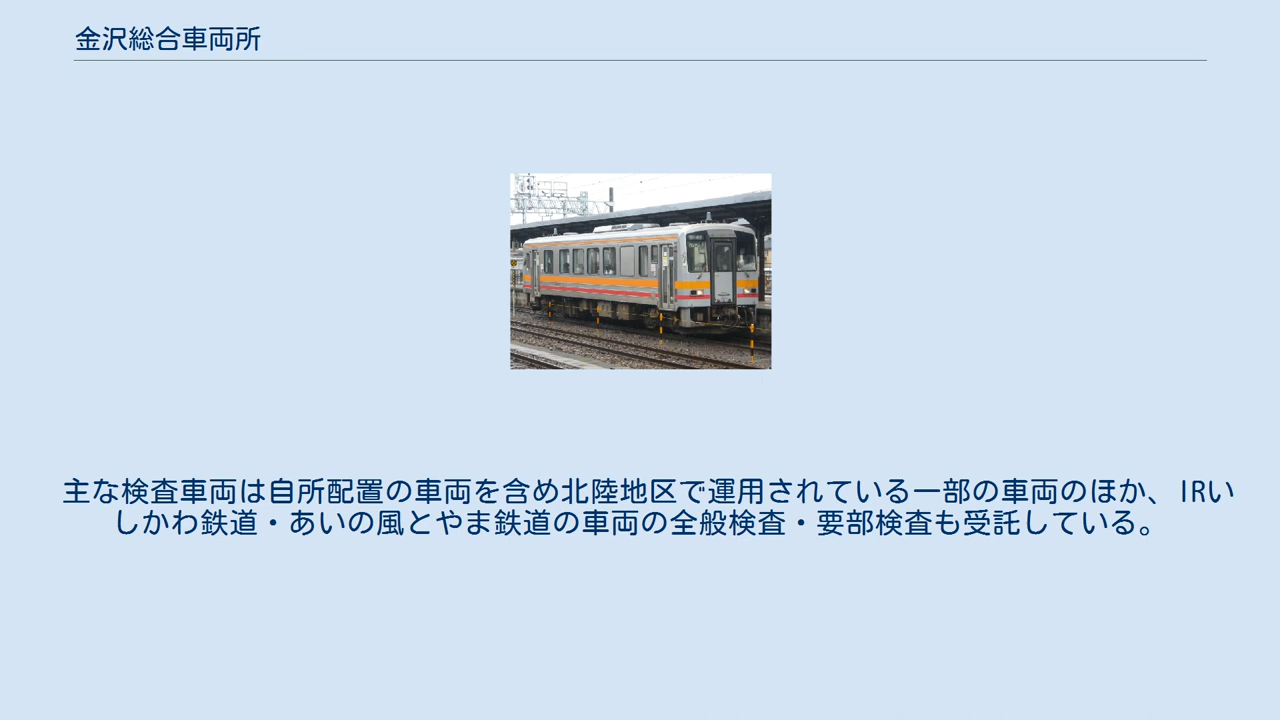 金沢総合車両所
主な検査車両は自所配置の車両を含め北陸地区で運用されている一部の車両のほか、IRい
しかわ鉄道・あいの風とやま鉄道の車両の全般検査・要部検査も受託している。